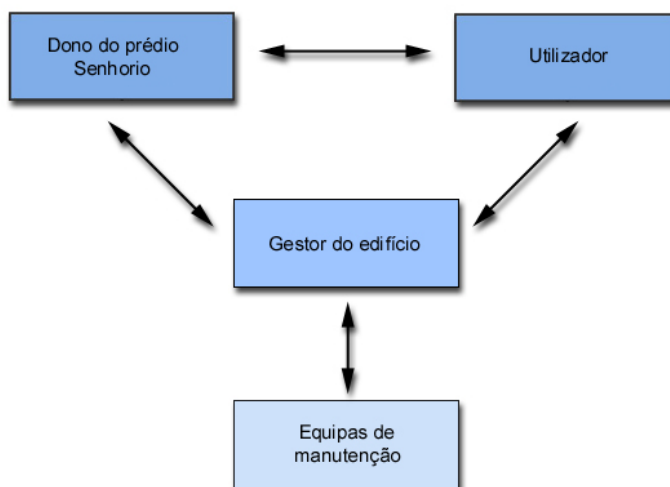 Dono do prédio
Senhorio
Utilizador
Gestor do edifício
Equipas de
manutenção